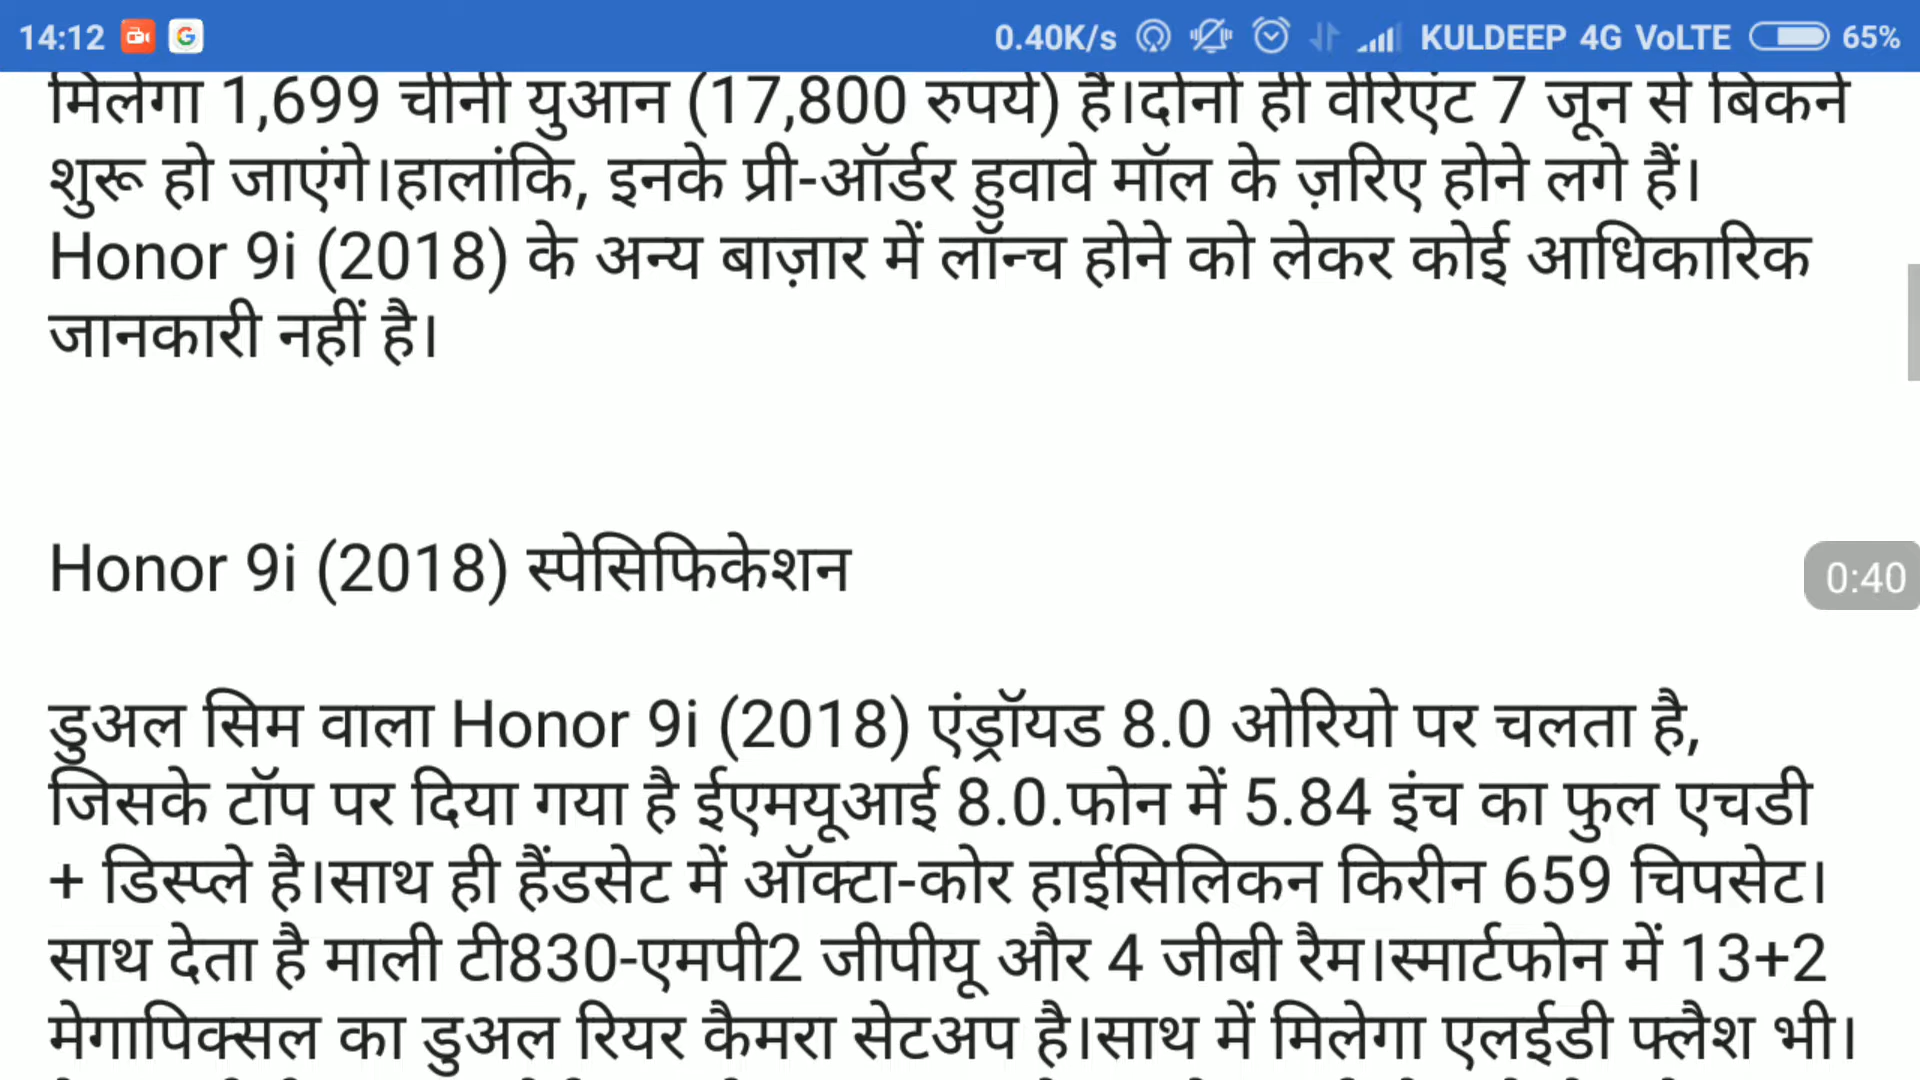 14:12 0.40K/s KULDEEP 4G VoLTE 65%
मिलेगा 1,699 चीनी युआन (17,800 रुपये) है।दोनों ही वेरिएंट 7 जून से बिकने
शुरू हो जाएंगे।हालांकि, इनके प्री-ऑर्डर हुवावे मॉल के ज़रिए होने लगे हैं।
Honor 9i (2018) के अन्य बाज़ार में लॉन्च होने को लेकर कोई आधिकारिक
जानकारी नहीं है।
Honor 9i (2018) स्पेसिफिकेशन
0:40
डुअल सिम वाला Honor 9i (2018) एंड्रॉयड 8.0 ओरियो पर चलता है,
जिसके टॉप पर दिया गया है ईएमयूआई 8.0.फोन में 5.84 इंच का फुल एचडी
+ डिस्प्ले है।साथ ही हैंडसेट में ऑक्टा-कोर हाईसिलिकन किरीन 659 चिपसेट।
साथ देता है माली टी830-एमपी2 जीपीयू और 4 जीबी रैम।स्मार्टफोन में 13+2
मेगापिक्सल का डुअल रियर कैमरा सेटअप है।साथ में मिलेगा एलईडी फ्लैश भी।